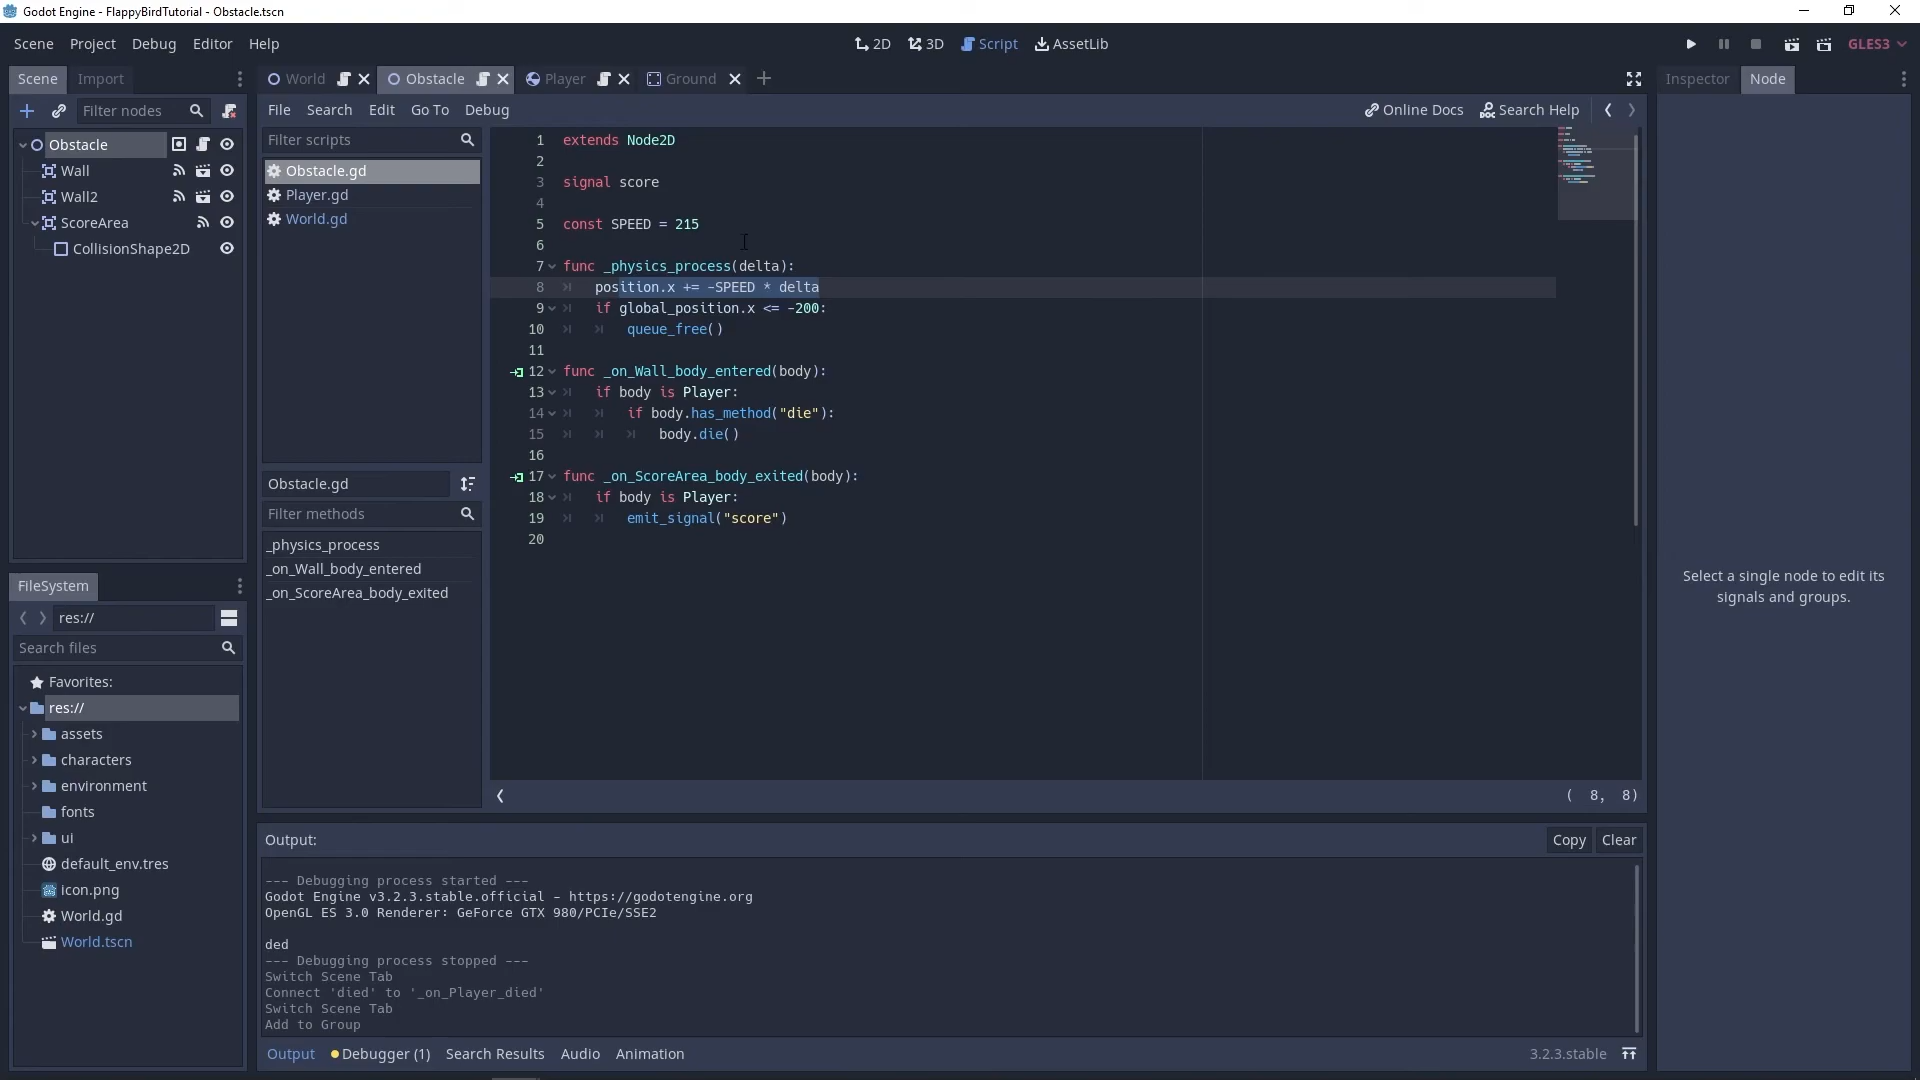 Godot Engine - FlappyBirdTutorial - Obstacle.tscn
Scene Project Debug Editor Help
2D 3D Script AssetLib
GLES3
Scene Import
Filter nodes
Obstacle
Wall
Wall2
ScoreArea
CollisionShape2D
FileSystem
res://
Search files
Favorites:
res://
assets
characters
environment
fonts
ui
default_env.tres
icon.png
World.gd
World.tscn
World Obstacle Player Ground
File Search Edit Go To Debug
Online Docs Search Help
Filter scripts
Obstacle.gd
Player.gd
World.gd
Obstacle.gd
Filter methods
_physics_process
_on_Wall_body_entered
_on_ScoreArea_body_exited
1 extends Node2D
2
3 signal score
4
5 const SPEED = 215
6
7 func _physics_process(delta):
8 position.x += -SPEED * delta
9 if global_position.x <= -200:
10 queue_free()
11
12 func _on_Wall_body_entered(body):
13 if body is Player:
14 if body.has_method("die"):
15 body.die()
16
17 func _on_ScoreArea_body_exited(body):
18 if body is Player:
19 emit_signal("score")
20
( 8, 8)
Output:
Copy Clear
--- Debugging process started ---
Godot Engine v3.2.3.stable.official - https://godotengine.org
OpenGL ES 3.0 Renderer: GeForce GTX 980/PCIe/SSE2
ded
--- Debugging process stopped ---
Switch Scene Tab
Connect 'died' to '_on_Player_died'
Switch Scene Tab
Add to Group
Output Debugger (1) Search Results Audio Animation
3.2.3.stable
Inspector Node
Select a single node to edit its
signals and groups.